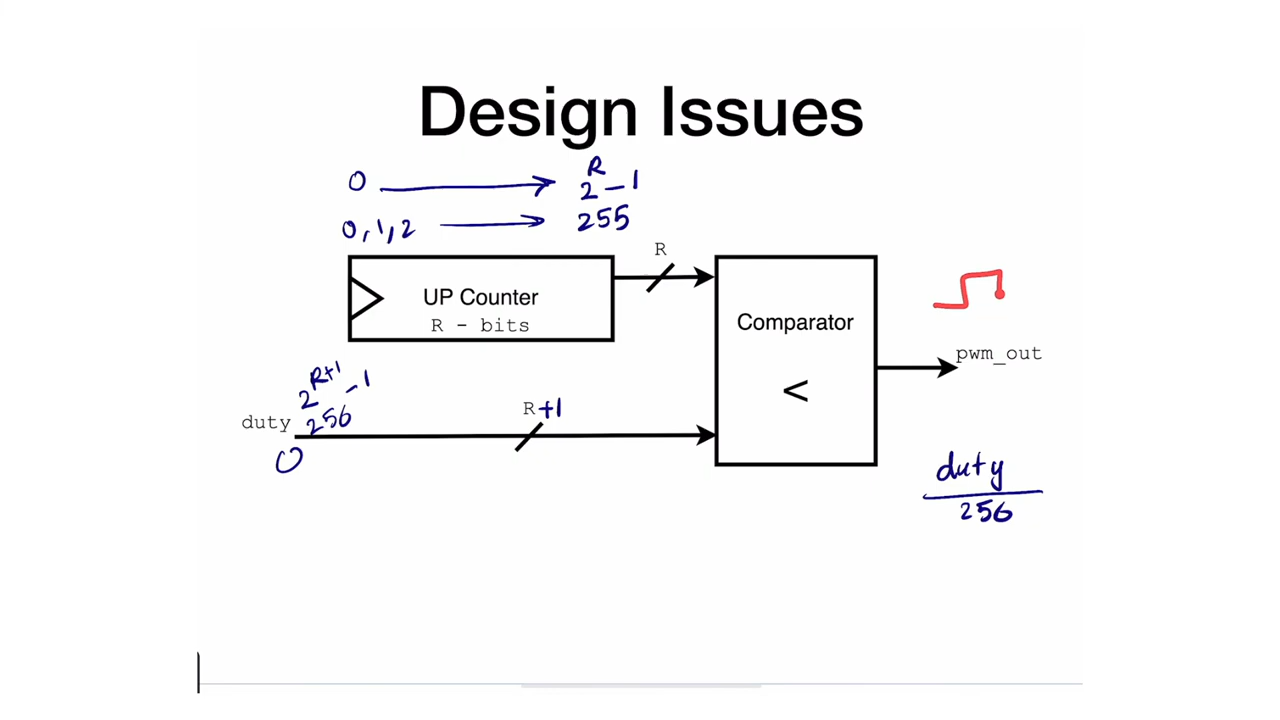 Design Issues
0 → 2^R - 1
0, 1, 2 → 255
R
UP Counter
R - bits
Comparator
<
pwm_out
2^R+1 - 1
256
duty
0
R+1
duty
256